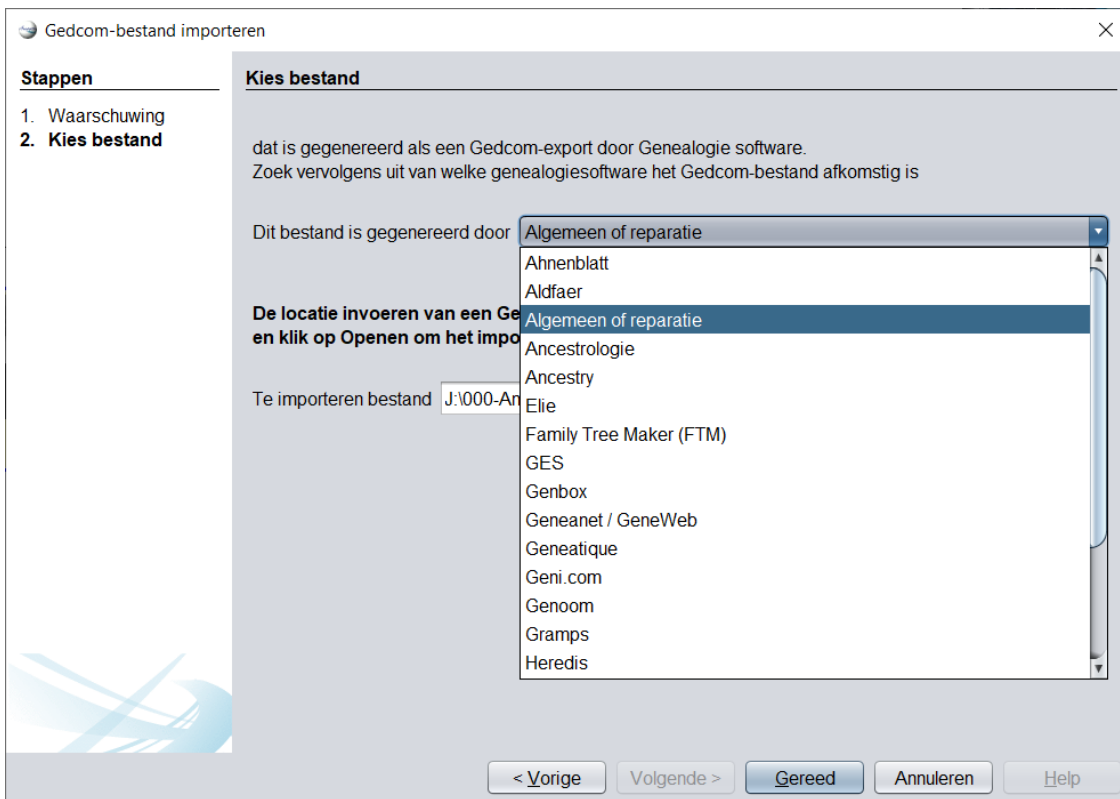 Gedcom-bestand importeren
Stappen
1. Waarschuwing
2. Kies bestand
Kies bestand
dat is gegenereerd als een Gedcom-export door Genealogie software.
Zoek vervolgens uit van welke genealogiesoftware het Gedcom-bestand afkomstig is
Dit bestand is gegenereerd door Algemeen of reparatie
Ahnenblatt
Aldfaer
Algemeen of reparatie
Ancestrologie
Ancestry
Elie
Family Tree Maker (FTM)
GES
Genbox
Geneanet / GeneWeb
Geneatique
Geni.com
Genoom
Gramps
Heredis
De locatie invoeren van een
en klik op Openen om het
Te importeren bestand
< Vorige
Volgende >
Gereed
Annuleren
Help